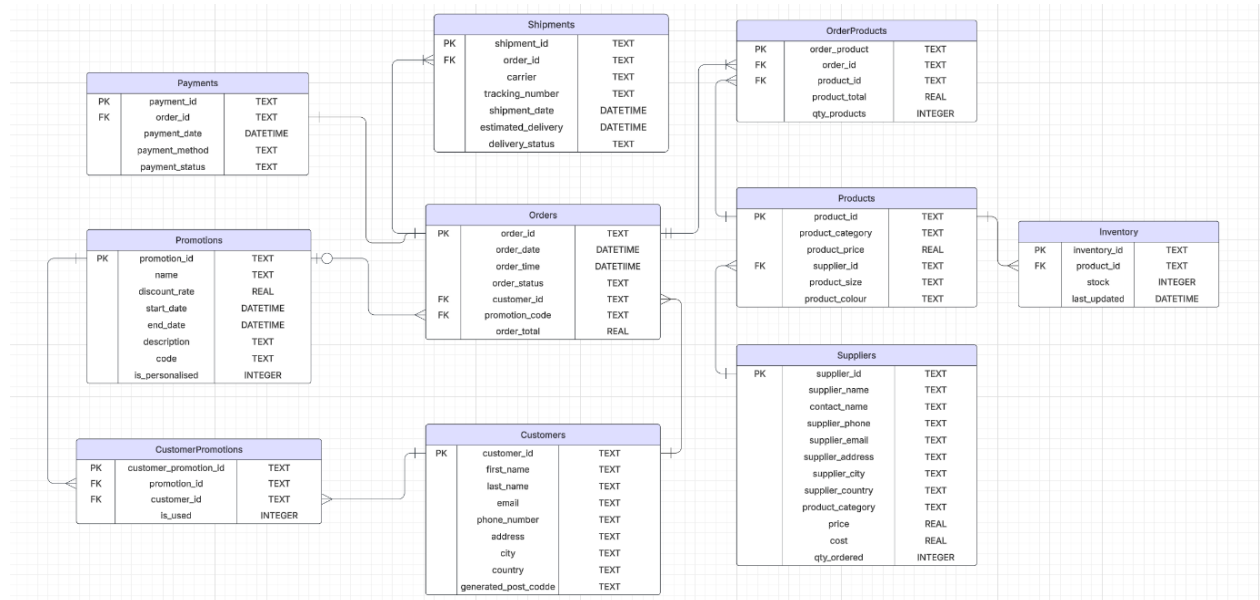 Shipments
PK shipment_id TEXT
FK order_id TEXT
carrier TEXT
tracking_number TEXT
shipment_date DATETIME
estimated_delivery DATETIME
delivery_status TEXT
OrderProducts
PK order_product TEXT
FK order_id TEXT
FK product_id TEXT
product_total REAL
qty_products INTEGER
Payments
PK payment_id TEXT
FK order_id TEXT
payment_date DATETIME
payment_method TEXT
payment_status TEXT
Orders
PK order_id TEXT
order_date DATETIME
order_time DATETIIME
order_status TEXT
FK customer_id TEXT
FK promotion_code TEXT
order_total REAL
Products
PK product_id TEXT
product_category TEXT
product_price REAL
FK supplier_id TEXT
product_size TEXT
product_colour TEXT
Inventory
PK inventory_id TEXT
FK product_id TEXT
stock INTEGER
last_updated DATETIME
Promotions
PK promotion_id TEXT
name TEXT
discount_rate REAL
start_date DATETIME
end_date DATETIME
description TEXT
code TEXT
is_personalised INTEGER
Suppliers
PK supplier_id TEXT
supplier_name TEXT
contact_name TEXT
supplier_phone TEXT
supplier_email TEXT
supplier_address TEXT
supplier_city TEXT
supplier_country TEXT
product_category TEXT
price REAL
cost REAL
qty_ordered INTEGER
CustomerPromotions
PK customer_promotion_id TEXT
FK promotion_id TEXT
FK customer_id TEXT
is_used INTEGER
Customers
PK customer_id TEXT
first_name TEXT
last_name TEXT
email TEXT
phone_number TEXT
address TEXT
city TEXT
country TEXT
generated_post_codde TEXT